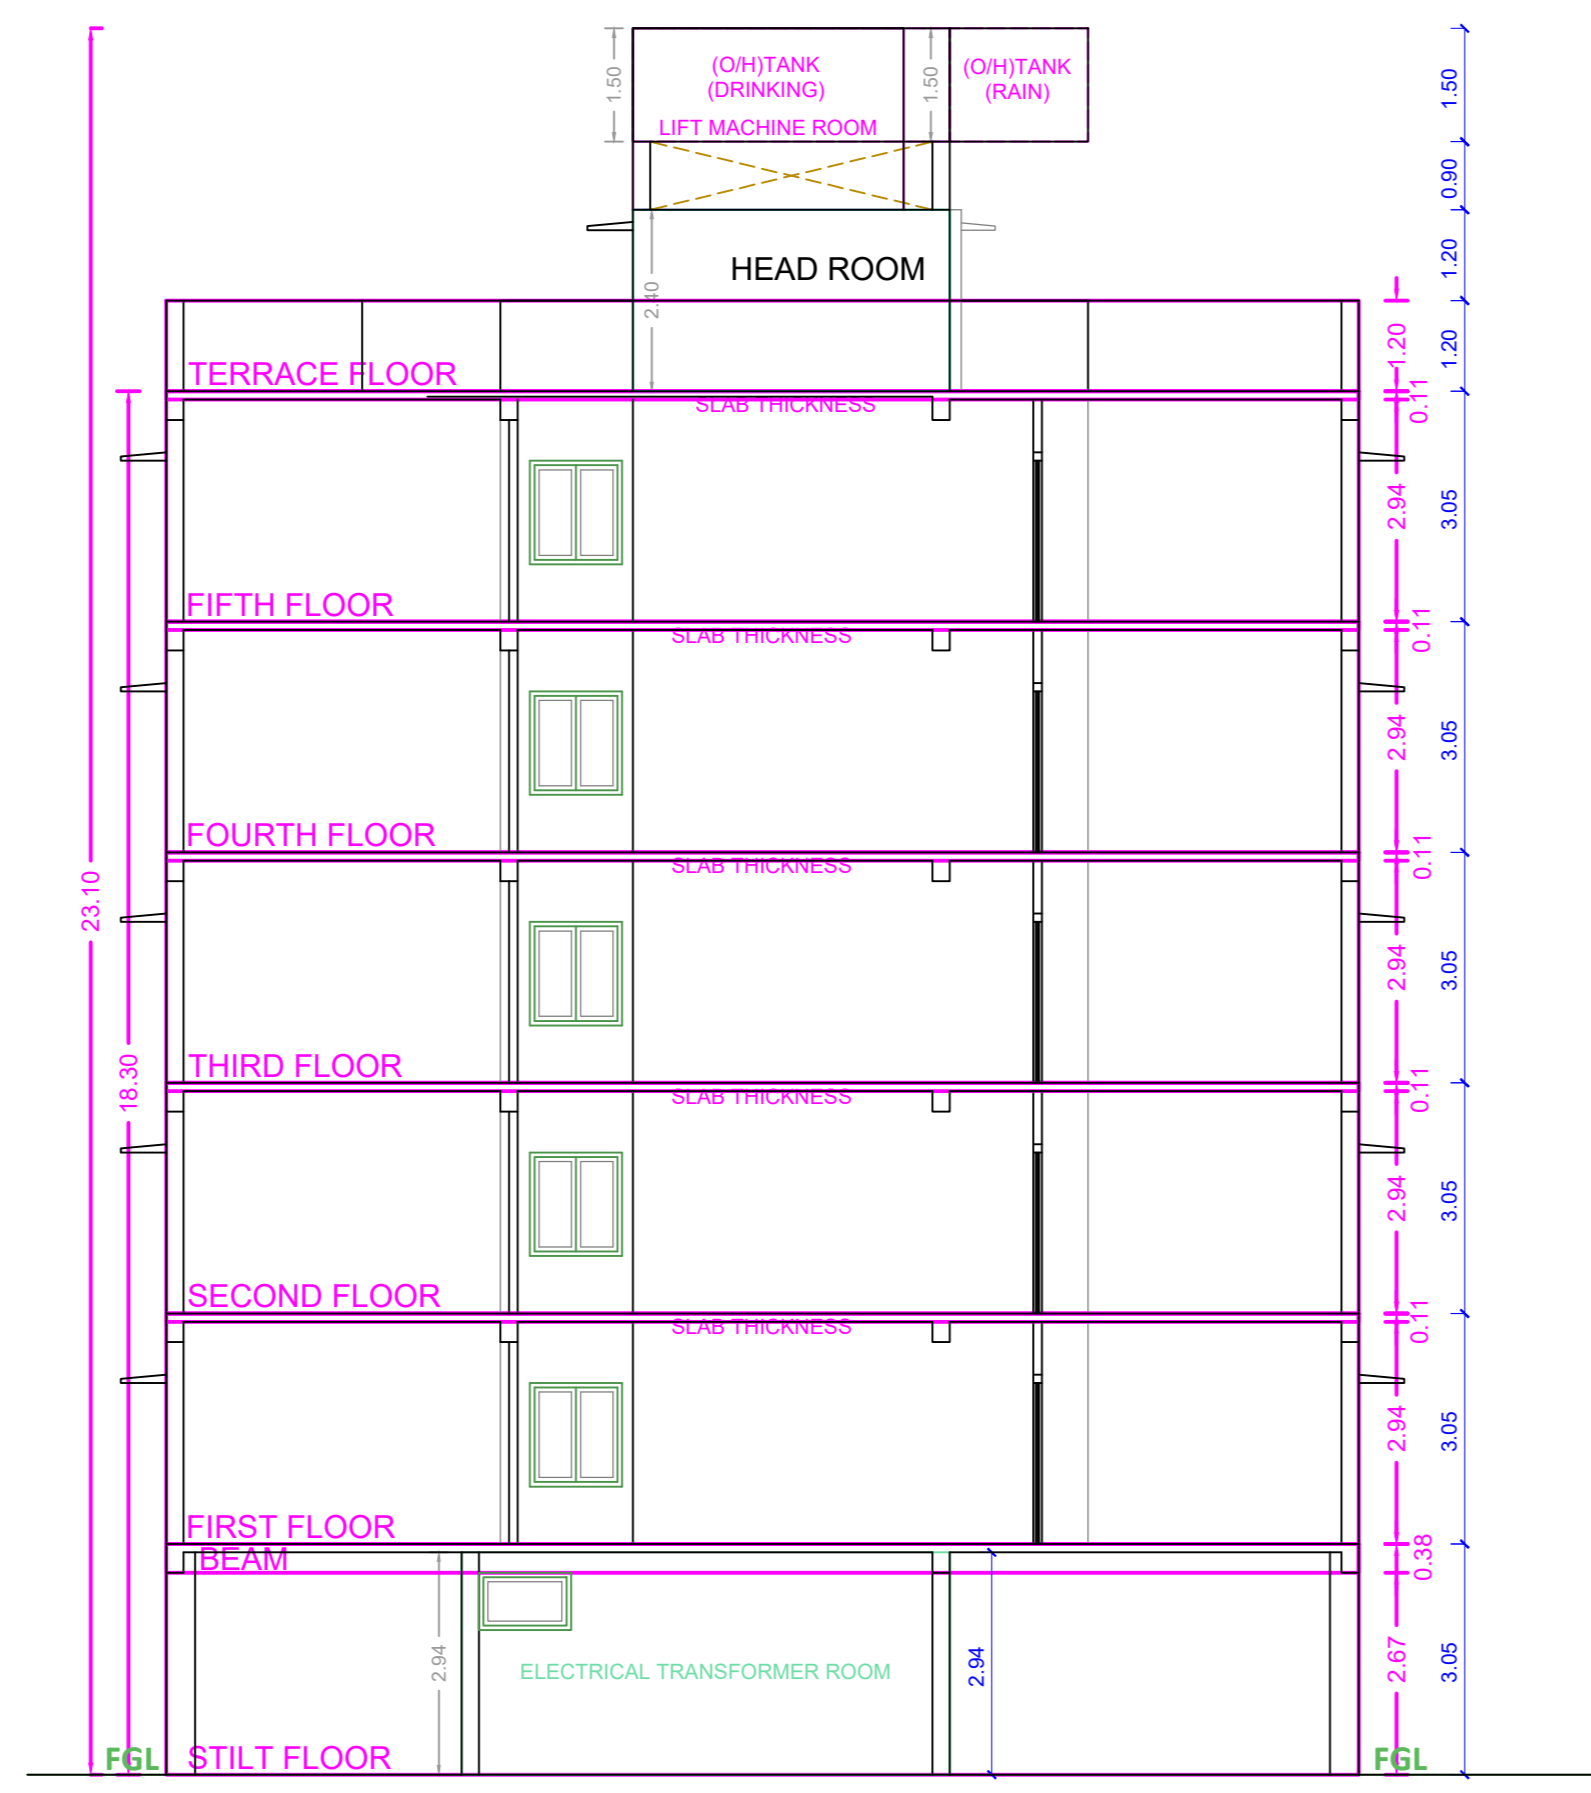 1.50
(O/H)TANK
(DRINKING)
1.50
(O/H)TANK
(RAIN)
1.50
LIFT MACHINE ROOM
0.90
HEAD ROOM
1.20
2.40
1.20
1.20
TERRACE FLOOR
0.11
SLAB THICKNESS
2.94
3.05
FIFTH FLOOR
0.11
SLAB THICKNESS
2.94
3.05
FOURTH FLOOR
0.11
SLAB THICKNESS
23.10
2.94
3.05
THIRD FLOOR
18.30
0.11
SLAB THICKNESS
2.94
3.05
SECOND FLOOR
0.11
SLAB THICKNESS
2.94
3.05
FIRST FLOOR
BEAM
0.38
2.94
ELECTRICAL TRANSFORMER ROOM
2.94
2.67
3.05
FGL
STILT FLOOR
FGL